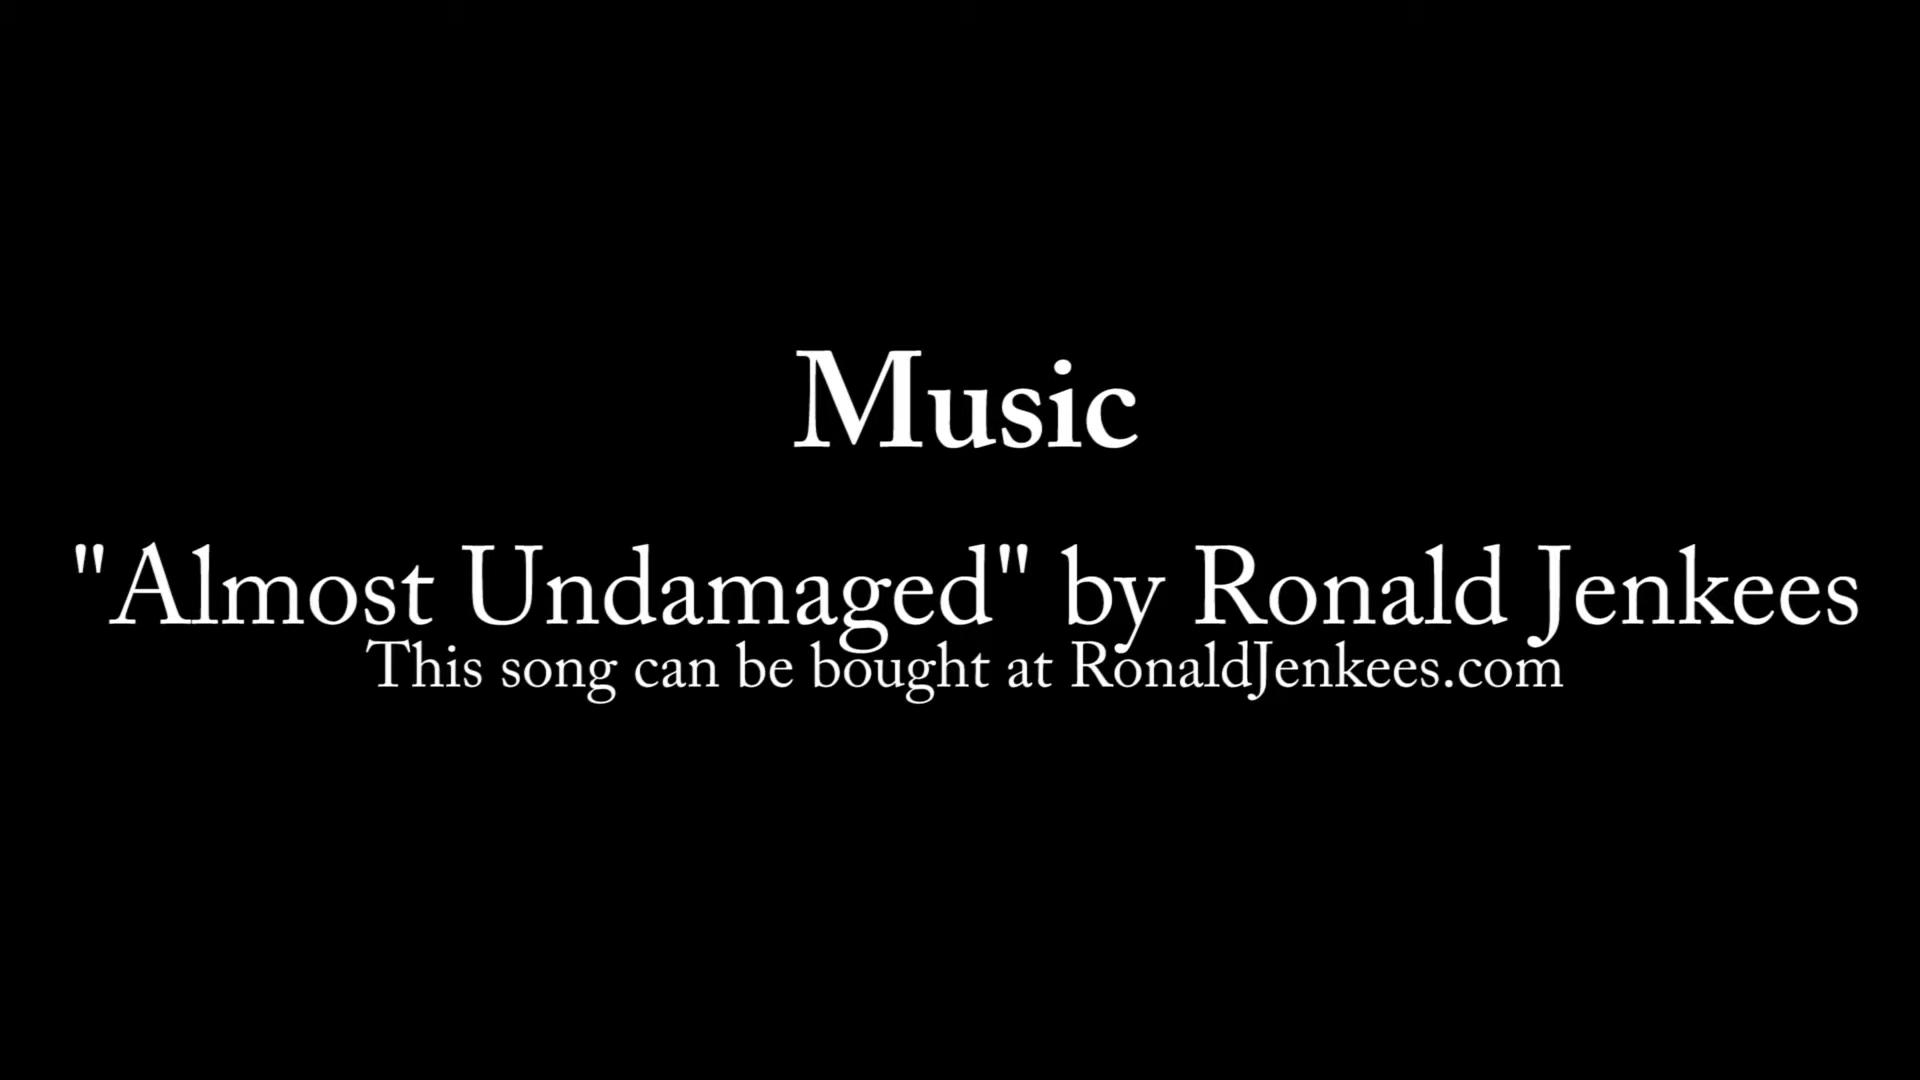 Music
"Almost Undamaged" by Ronald Jenkees
This song can be bought at RonaldJenkees.com